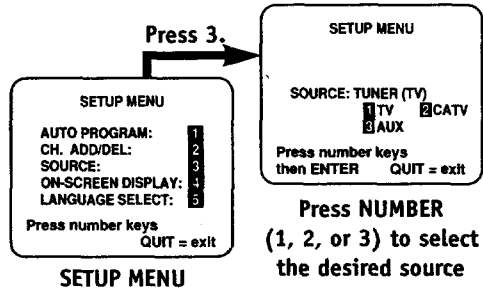 Press 3.
SETUP MENU
AUTO PROGRAM: 1
CH. ADD/DEL: 2
SOURCE: 3
ON-SCREEN DISPLAY: 4
LANGUAGE SELECT: 5
Press number keys
QUIT = exit
SETUP MENU
SETUP MENU
SOURCE: TUNER (TV)
1 TV 2 CATV
3 AUX
Press number keys
then ENTER QUIT = exit
Press NUMBER
(1, 2, or 3) to select
the desired source